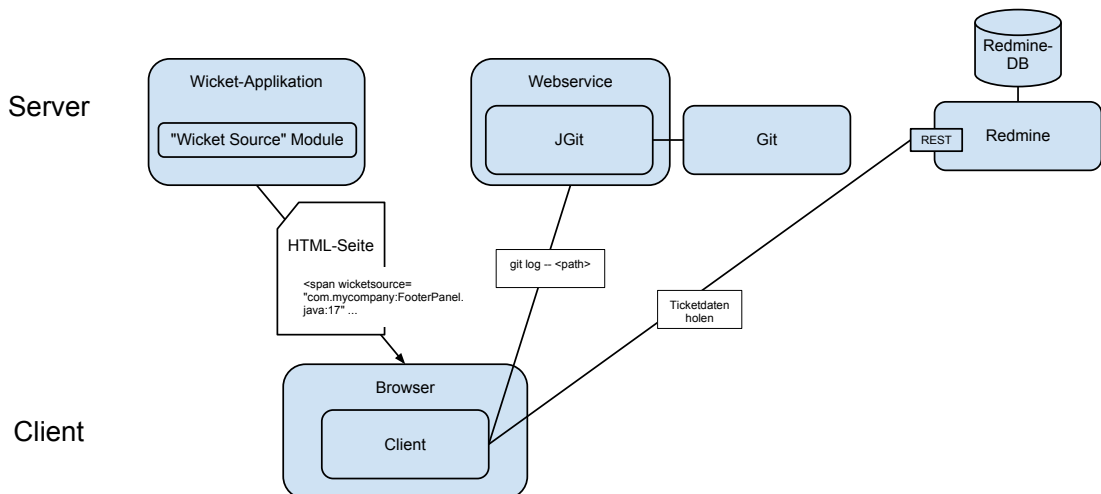 Server
Wicket-Applikation
"Wicket Source" Module
Webservice
JGit
Git
Redmine-
DB
REST
Redmine
HTML-Seite
<span wicketsource=
"com.mycompany:FooterPanel.
java:17" ...
git log -- <path>
Ticketdaten
holen
Client
Browser
Client